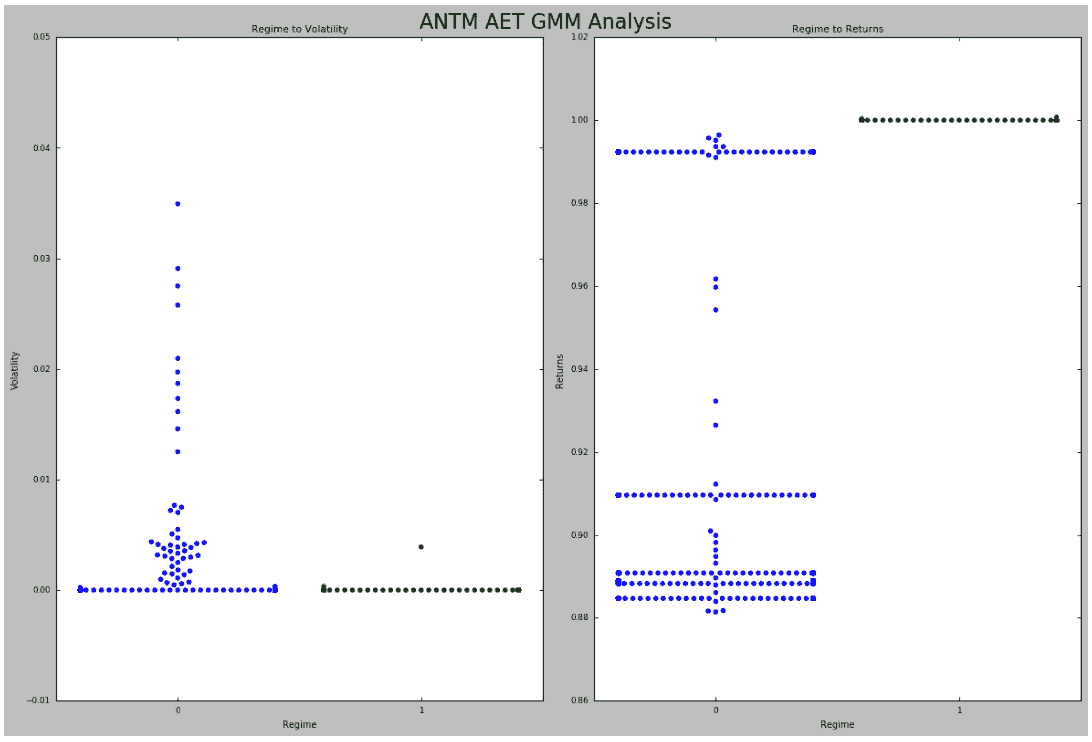 ANTM AET GMM Analysis
Regime to Volatility
0.05
0.04
0.03
0.02
0.01
0.00
−0.01
Volatility
0
1
Regime
Regime to Returns
1.02
1.00
0.98
0.96
0.94
0.92
0.90
0.88
0.86
Returns
0
1
Regime